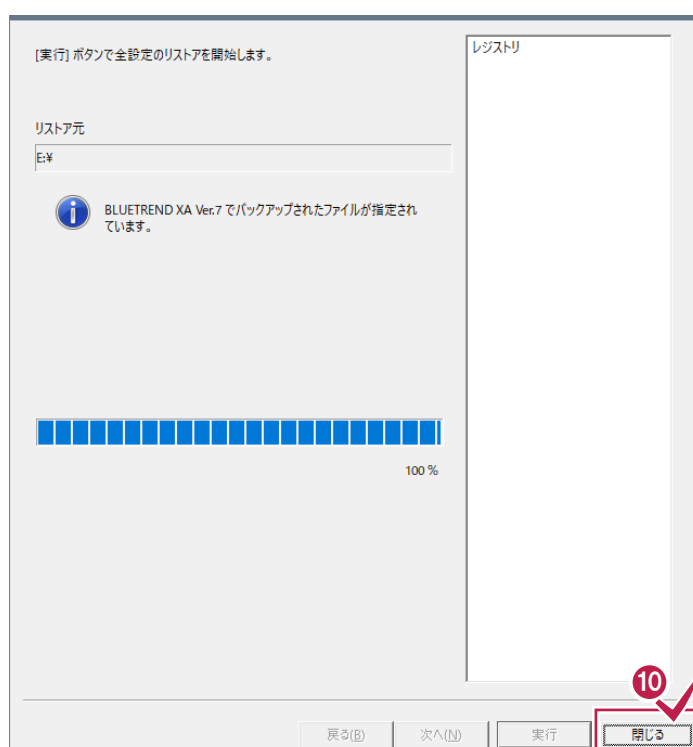 [実行] ボタンで全設定のリストアを開始します。
レジストリ
リストア元
E:¥
BLUETREND XA Ver.7 でバックアップされたファイルが指定され
ています。
100 %
10
戻る(B)
次へ(N)
実行
閉じる